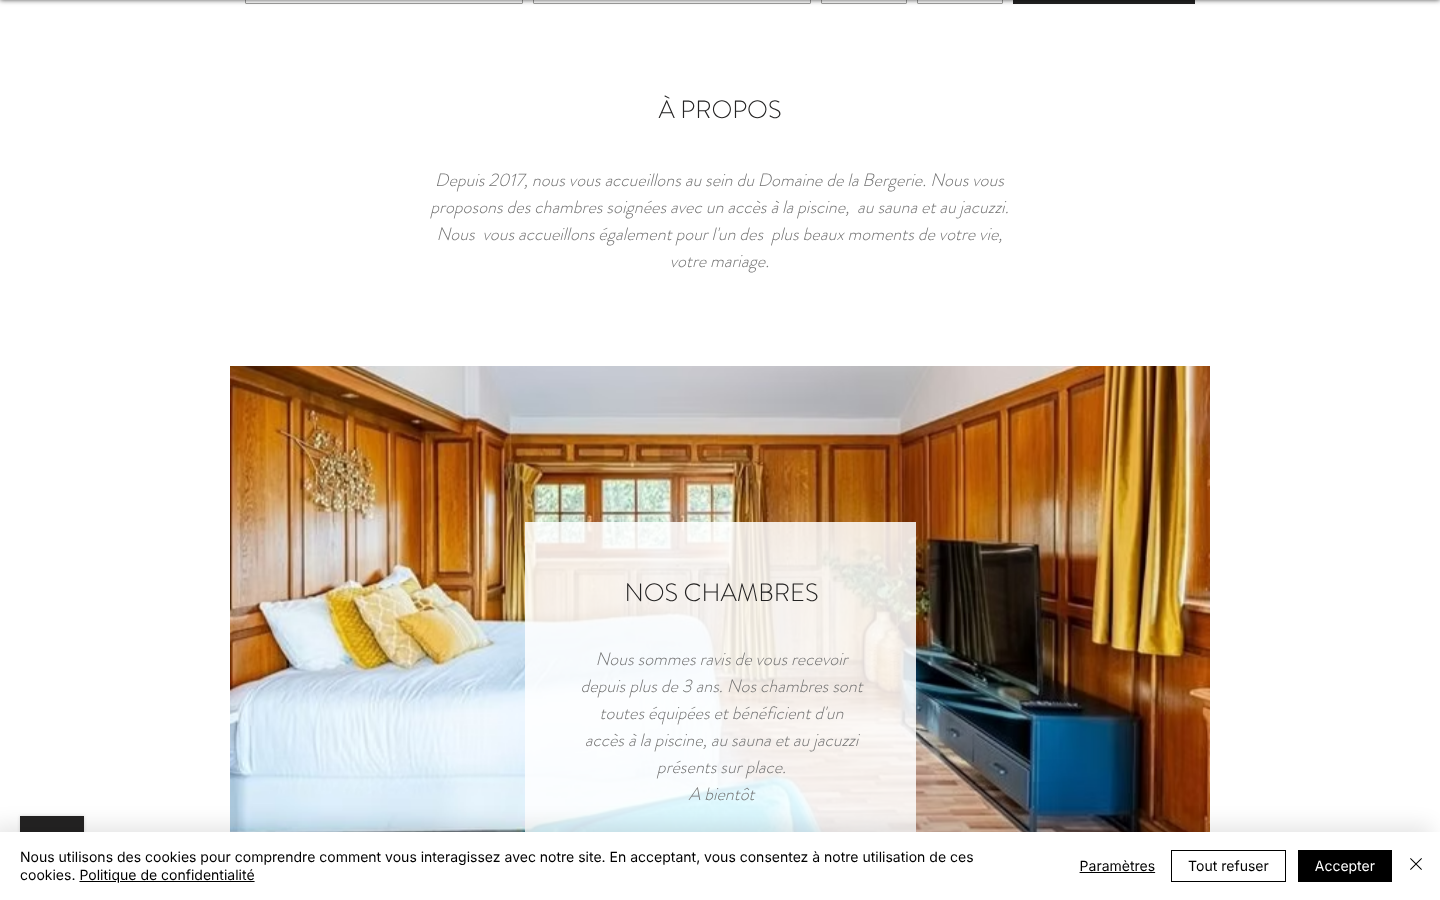 À PROPOS
Depuis 2017, nous vous accueillons au sein du Domaine de la Bergerie. Nous vous
proposons des chambres soignées avec un accès à la piscine,  au sauna et au jacuzzi.
Nous  vous accueillons également pour l'un des  plus beaux moments de votre vie,
votre mariage.
NOS CHAMBRES
Nous sommes ravis de vous recevoir
depuis plus de 3 ans. Nos chambres sont
toutes équipées et bénéficient d'un
accès à la piscine, au sauna et au jacuzzi
présents sur place.
A bientôt
Nous utilisons des cookies pour comprendre comment vous interagissez avec notre site. En acceptant, vous consentez à notre utilisation de ces
cookies. Politique de confidentialité
Paramètres
Tout refuser
Accepter